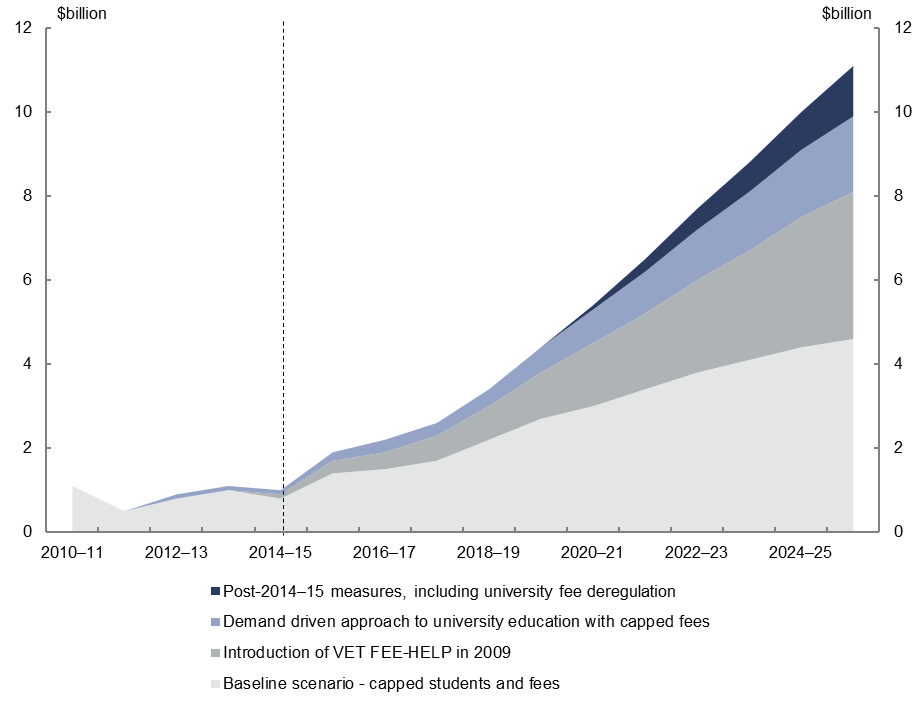 $billion $billion
12 12
10 10
8 8
6 6
4 4
2 2
0 0
2010–11 2012–13 2014–15 2016–17 2018–19 2020–21 2022–23 2024–25
Post-2014–15 measures, including university fee deregulation
Demand driven approach to university education with capped fees
Introduction of VET FEE-HELP in 2009
Baseline scenario - capped students and fees